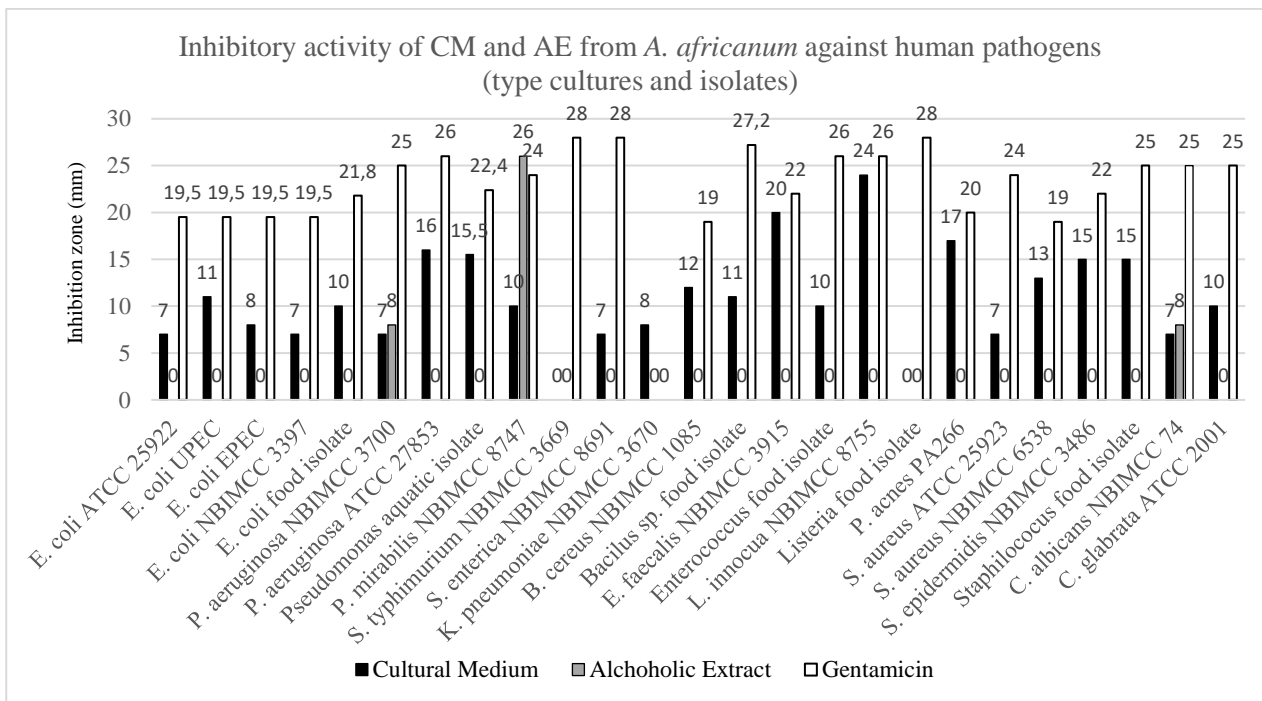 Inhibitory activity of CM and AE from A. africanum against human pathogens
(type cultures and isolates)
Inhibition zone (mm)
30
25
20
15
10
5
0
7 0 19,5
11 0 19,5
8 0 19,5
7 0 19,5
10 0 21,8
7 8 25
16 0 26
15,5 0 22,4
10 26 24
0 0 28
7 0 28
8 0 0
12 0 19
11 0 27,2
20 0 22
10 0 26
24 0 26
0 0 28
17 0 20
7 0 24
13 0 19
15 0 22
15 0 25
7 8 25
10 0 25
E. coli ATCC 25922
E. coli UPEC
E. coli EPEC
E. coli NBIMCC 3397
E. coli food isolate
P. aeruginosa NBIMCC 3700
P. aeruginosa ATCC 27853
Pseudomonas aquatic isolate
P. mirabilis NBIMCC 8747
S. typhimurium NBIMCC 3669
S. enterica NBIMCC 8691
K. pneumoniae NBIMCC 3670
B. cereus NBIMCC 1085
Bacilus sp. food isolate
E. faecalis NBIMCC 3915
Enterococcus food isolate
L. innocua NBIMCC 8755
Listeria food isolate
P. acnes PA266
S. aureus ATCC 25923
S. aureus NBIMCC 6538
S. epidermidis NBIMCC 3486
Staphilococus food isolate
C. albicans NBIMCC 74
C. glabrata ATCC 2001
Cultural Medium
Alchoholic Extract
Gentamicin